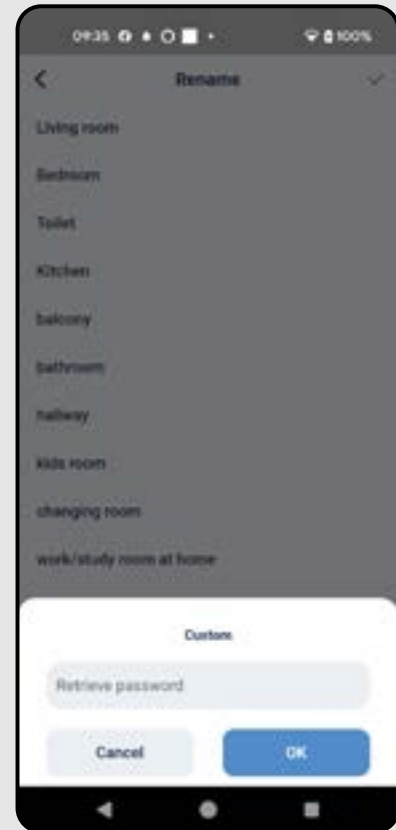 09:35 100%
Rename
Living room
Bedroom
Toilet
Kitchen
balcony
bathroom
hallway
kids room
changing room
work/study room at home
Custom
Retrieve password
Cancel OK